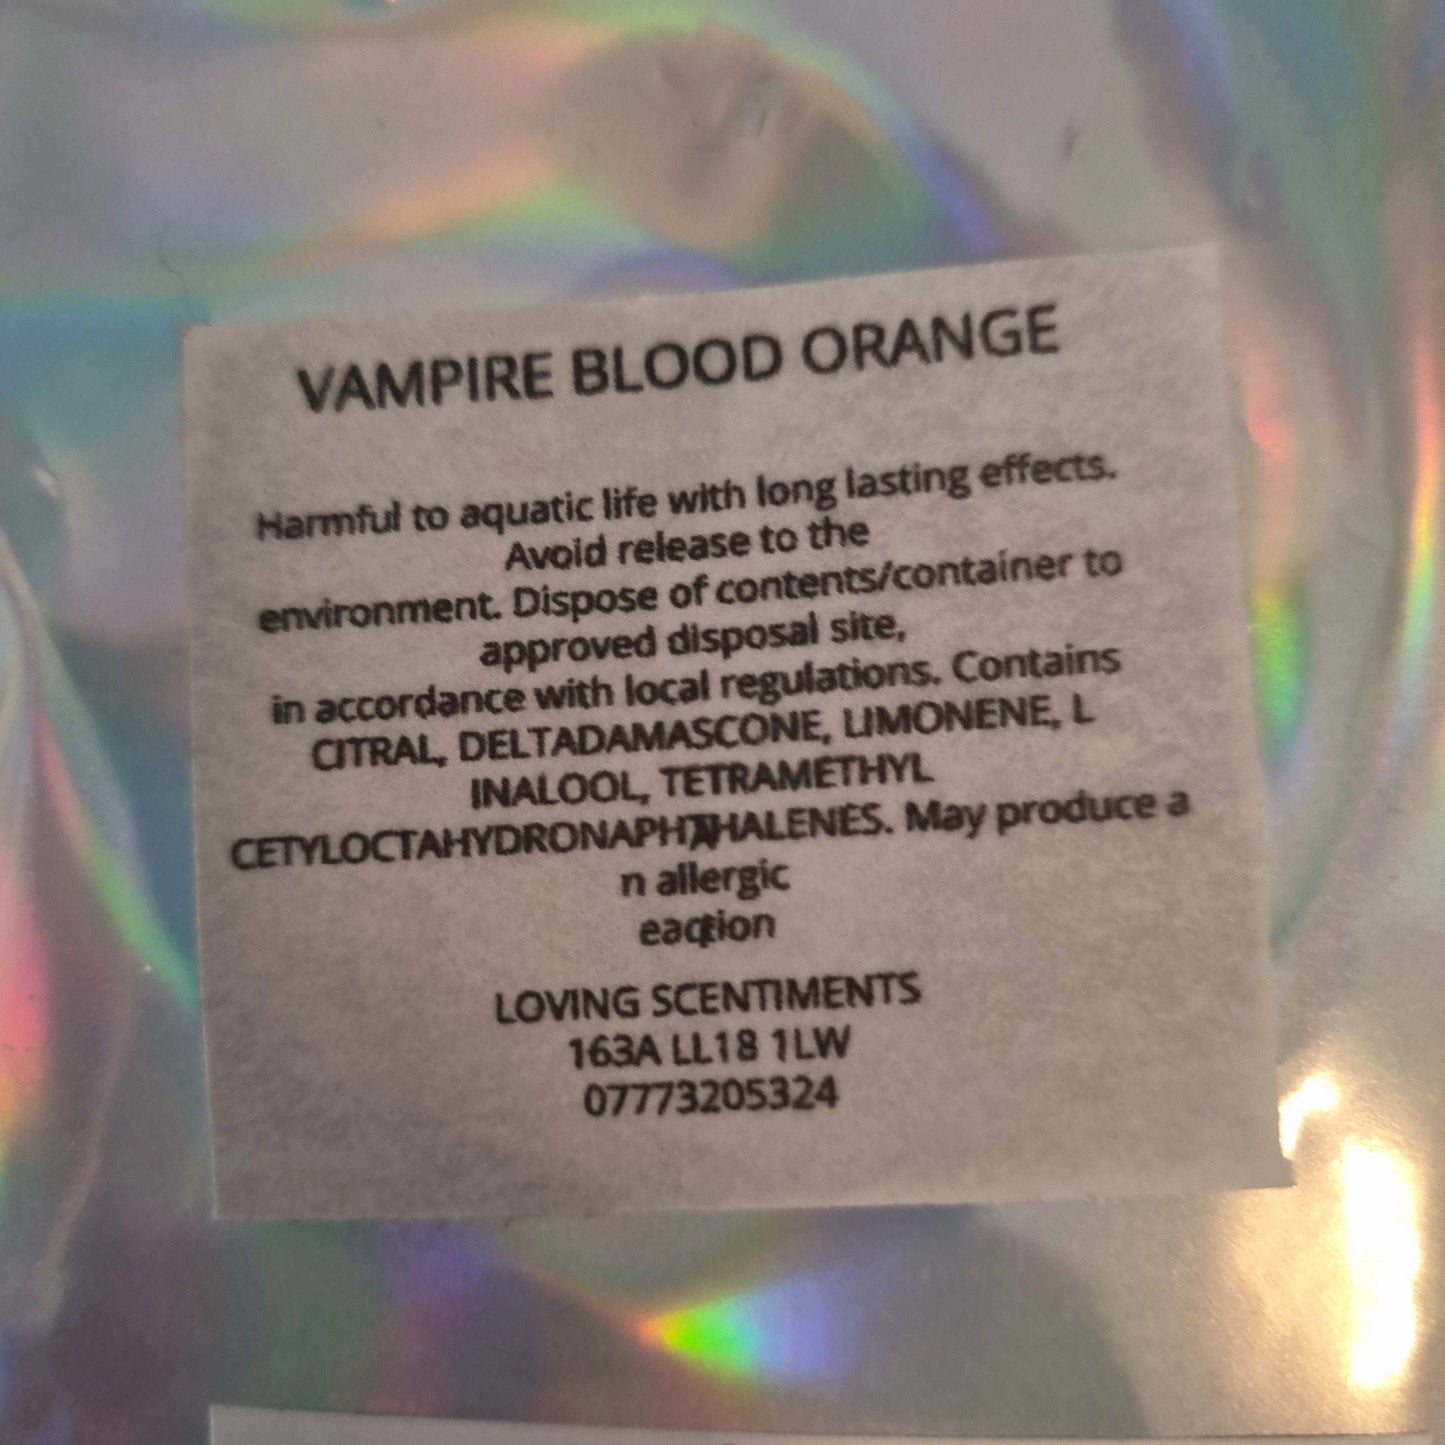 VAMPIRE BLOOD ORANGE
Harmful to aquatic life with long lasting effects.
Avoid release to the
environment. Dispose of contents/container to
approved disposal site,
in accordance with local regulations. Contains
CITRAL, DELTADAMASCONE, LIMONENE, L
INALOOL, TETRAMETHYL
CETYLOCTAHYDRONAPHTHALENES. May produce a
n allergic
eaction
LOVING SCENTIMENTS
163A LL18 1LW
07773205324